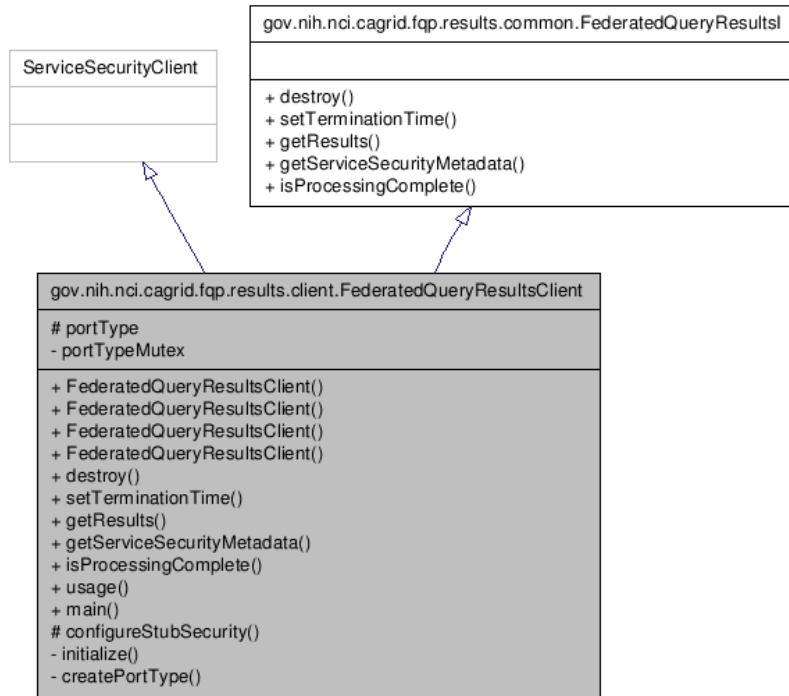 gov.nih.nci.cagrid.fqp.results.common.FederatedQueryResultsI
+ destroy()
+ setTerminationTime()
+ getResults()
+ getServiceSecurityMetadata()
+ isProcessingComplete()
ServiceSecurityClient
gov.nih.nci.cagrid.fqp.results.client.FederatedQueryResultsClient
# portType
- portTypeMutex
+ FederatedQueryResultsClient()
+ FederatedQueryResultsClient()
+ FederatedQueryResultsClient()
+ FederatedQueryResultsClient()
+ destroy()
+ setTerminationTime()
+ getResults()
+ getServiceSecurityMetadata()
+ isProcessingComplete()
+ usage()
+ main()
# configureStubSecurity()
- initialize()
- createPortType()